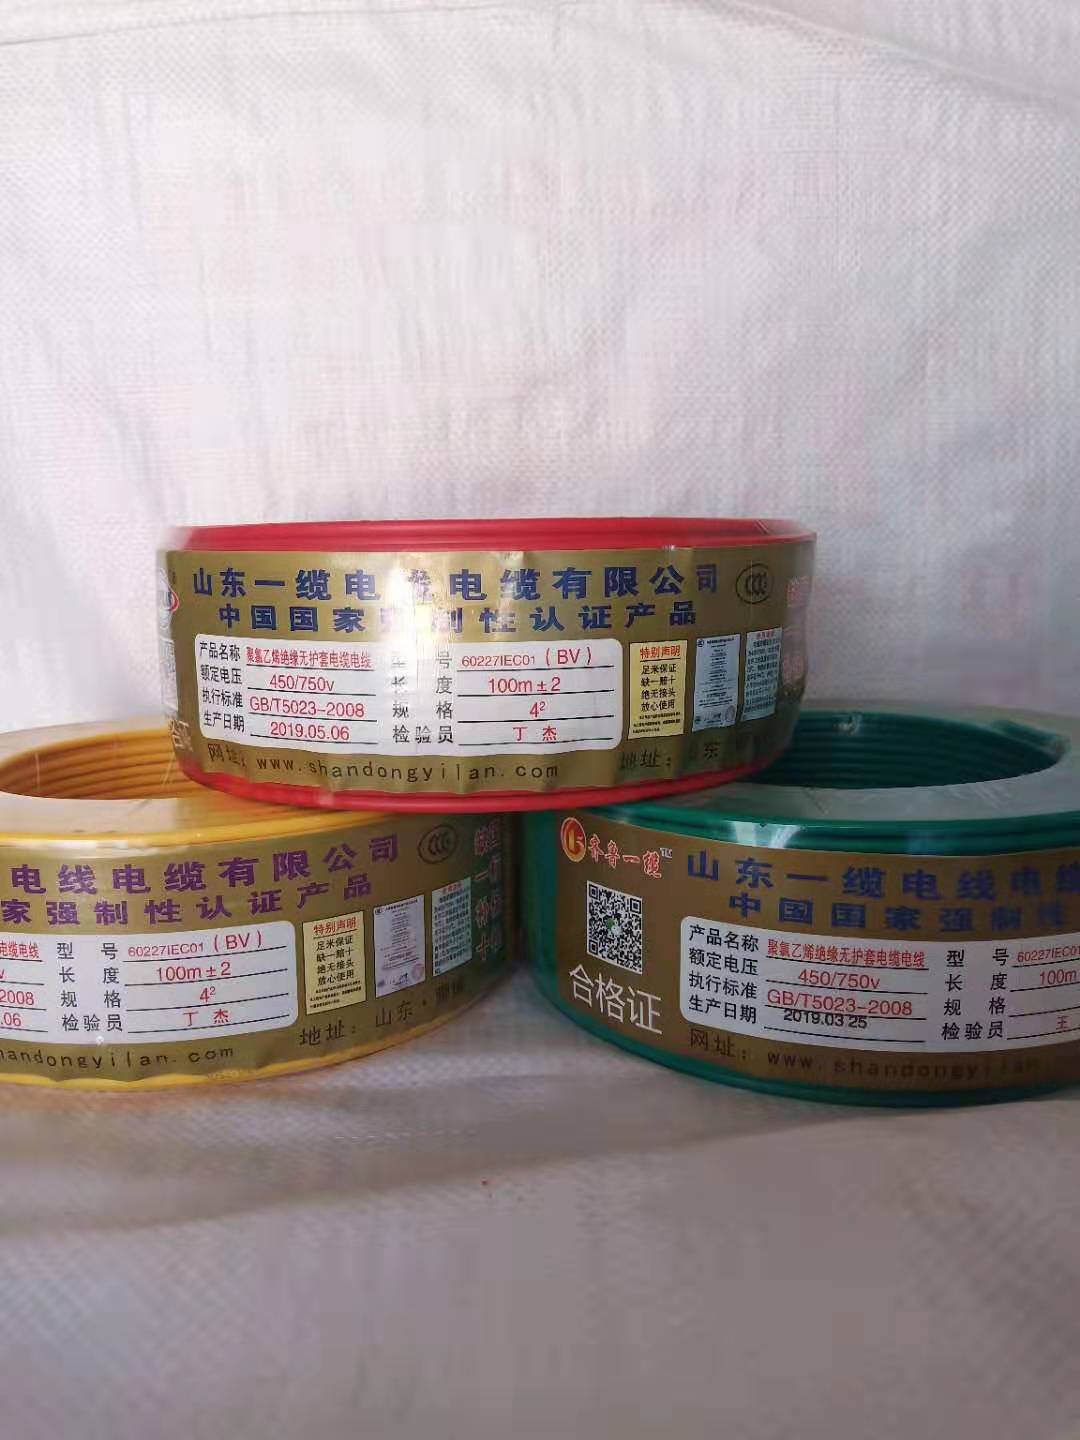 山东一缆电线电缆有限公司
中国国家强制性认证产品
产品名称 聚氯乙烯绝缘无护套电缆电线 型 号 60227IEC01(BV)
额定电压 450/750v 长 度 100m±2
执行标准 GB/T5023-2008 规 格 4²
生产日期 2019.05.06 检验员 丁 杰
网址: www.shandongyilan.com 地址: 东
特别声明
足米保证
缺一赔十
绝无接头
放心使用
电线电缆有限公司
家强制性认证产品
电缆电线 型 号 60227IEC01(BV)
v 长 度 100m±2
2008 规 格 4²
.06 检验员 丁 杰
handongyilan.com 地址: 山东·
特别声明
足米保证
缺一赔十
绝无接头
放心使用
齐鲁一缆 TM
合格证
山东一缆电线电缆
中国国家强制
产品名称 聚氯乙烯绝缘无护套电缆电线 型 号 60227IEC01
额定电压 450/750v 长 度 100m
执行标准 GB/T5023-2008 规 格
生产日期 2019.03 25 检验员 王
网址: www.shandongyilan